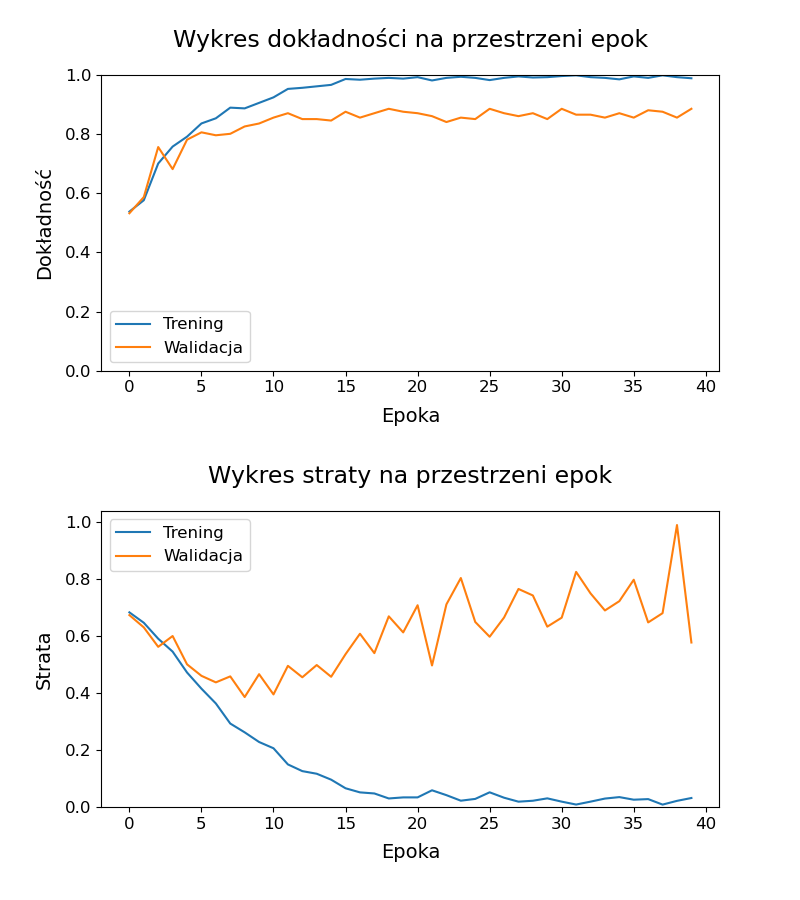 Wykres dokładności na przestrzeni epok
1.0
0.8
0.6
0.4
0.2
0.0
Dokładność
Trening
Walidacja
0 5 10 15 20 25 30 35 40
Epoka
Wykres straty na przestrzeni epok
1.0
0.8
0.6
0.4
0.2
0.0
Strata
Trening
Walidacja
0 5 10 15 20 25 30 35 40
Epoka